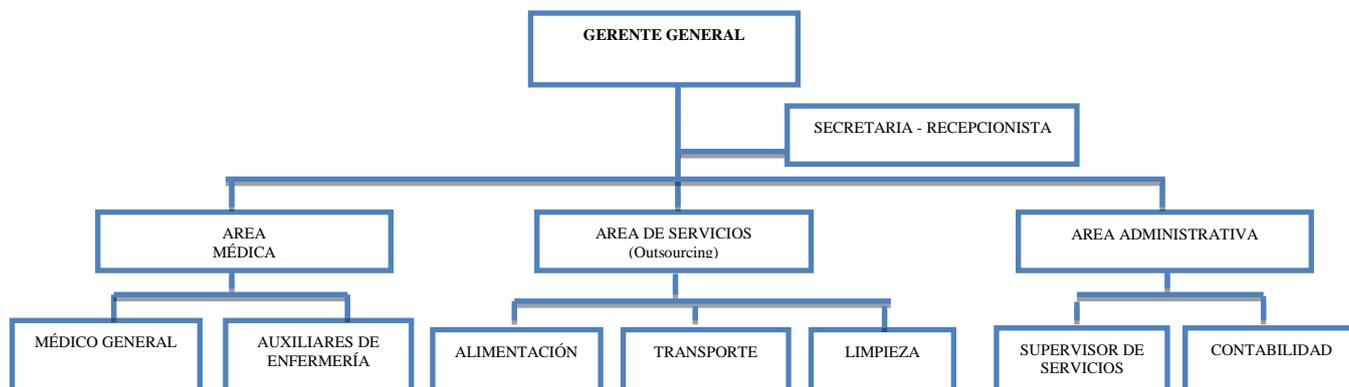 GERENTE GENERAL
SECRETARIA - RECEPCIONISTA
AREA
MÉDICA
AREA DE SERVICIOS
(Outsourcing)
AREA ADMINISTRATIVA
MÉDICO GENERAL
AUXILIARES DE
ENFERMERÍA
ALIMENTACIÓN
TRANSPORTE
LIMPIEZA
SUPERVISOR DE
SERVICIOS
CONTABILIDAD